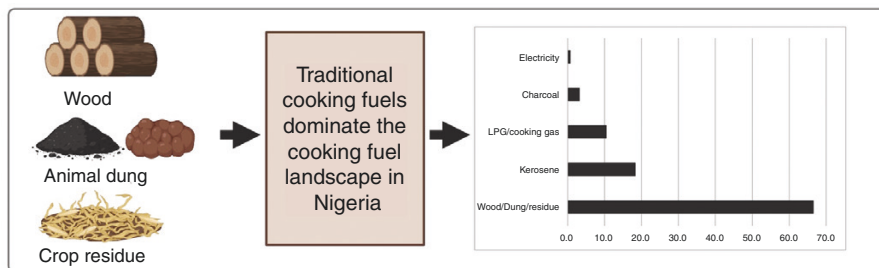 Wood
Animal dung
Crop residue
Traditional
cooking fuels
dominate the
cooking fuel
landscape in
Nigeria
Electricity
Charcoal
LPG/cooking gas
Kerosene
Wood/Dung/residue
0.0 10.0 20.0 30.0 40.0 50.0 60.0 70.0